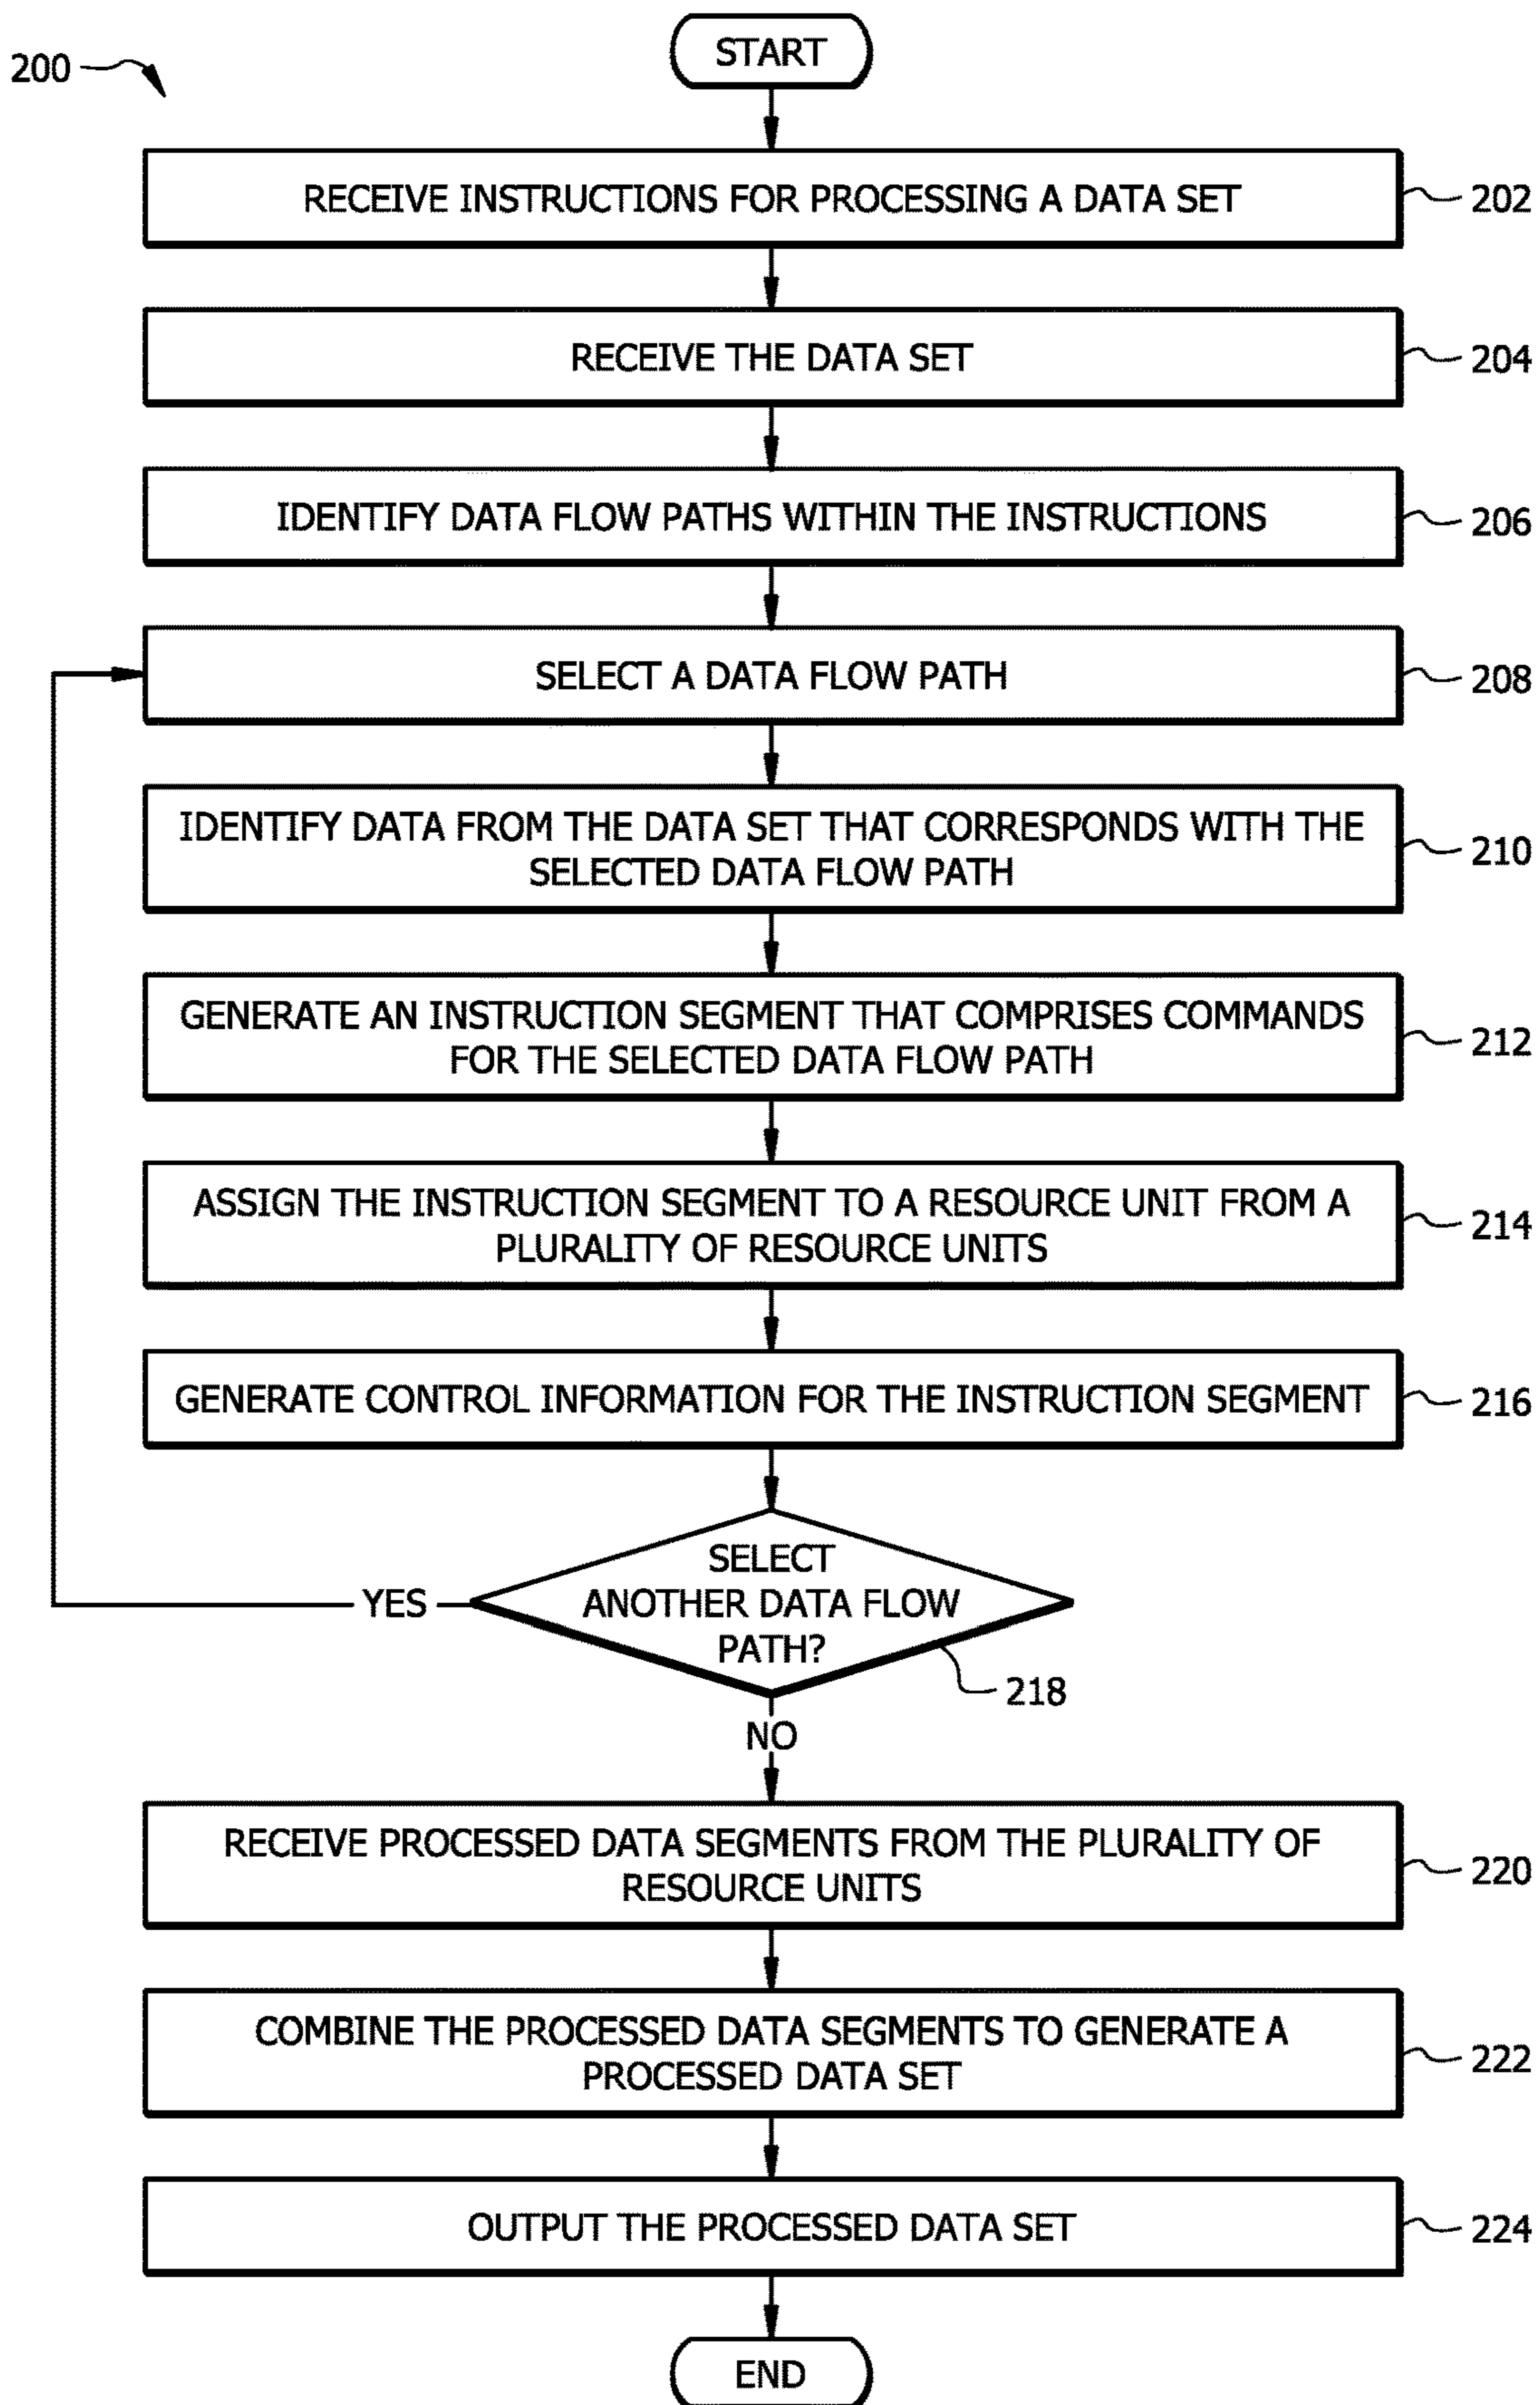 START
200
RECEIVE INSTRUCTIONS FOR PROCESSING A DATA SET
202
RECEIVE THE DATA SET
204
IDENTIFY DATA FLOW PATHS WITHIN THE INSTRUCTIONS
206
SELECT A DATA FLOW PATH
208
IDENTIFY DATA FROM THE DATA SET THAT CORRESPONDS WITH THE
SELECTED DATA FLOW PATH
210
GENERATE AN INSTRUCTION SEGMENT THAT COMPRISES COMMANDS
FOR THE SELECTED DATA FLOW PATH
212
ASSIGN THE INSTRUCTION SEGMENT TO A RESOURCE UNIT FROM A
PLURALITY OF RESOURCE UNITS
214
GENERATE CONTROL INFORMATION FOR THE INSTRUCTION SEGMENT
216
SELECT
ANOTHER DATA FLOW
PATH?
YES
218
NO
RECEIVE PROCESSED DATA SEGMENTS FROM THE PLURALITY OF
RESOURCE UNITS
220
COMBINE THE PROCESSED DATA SEGMENTS TO GENERATE A
PROCESSED DATA SET
222
OUTPUT THE PROCESSED DATA SET
224
END